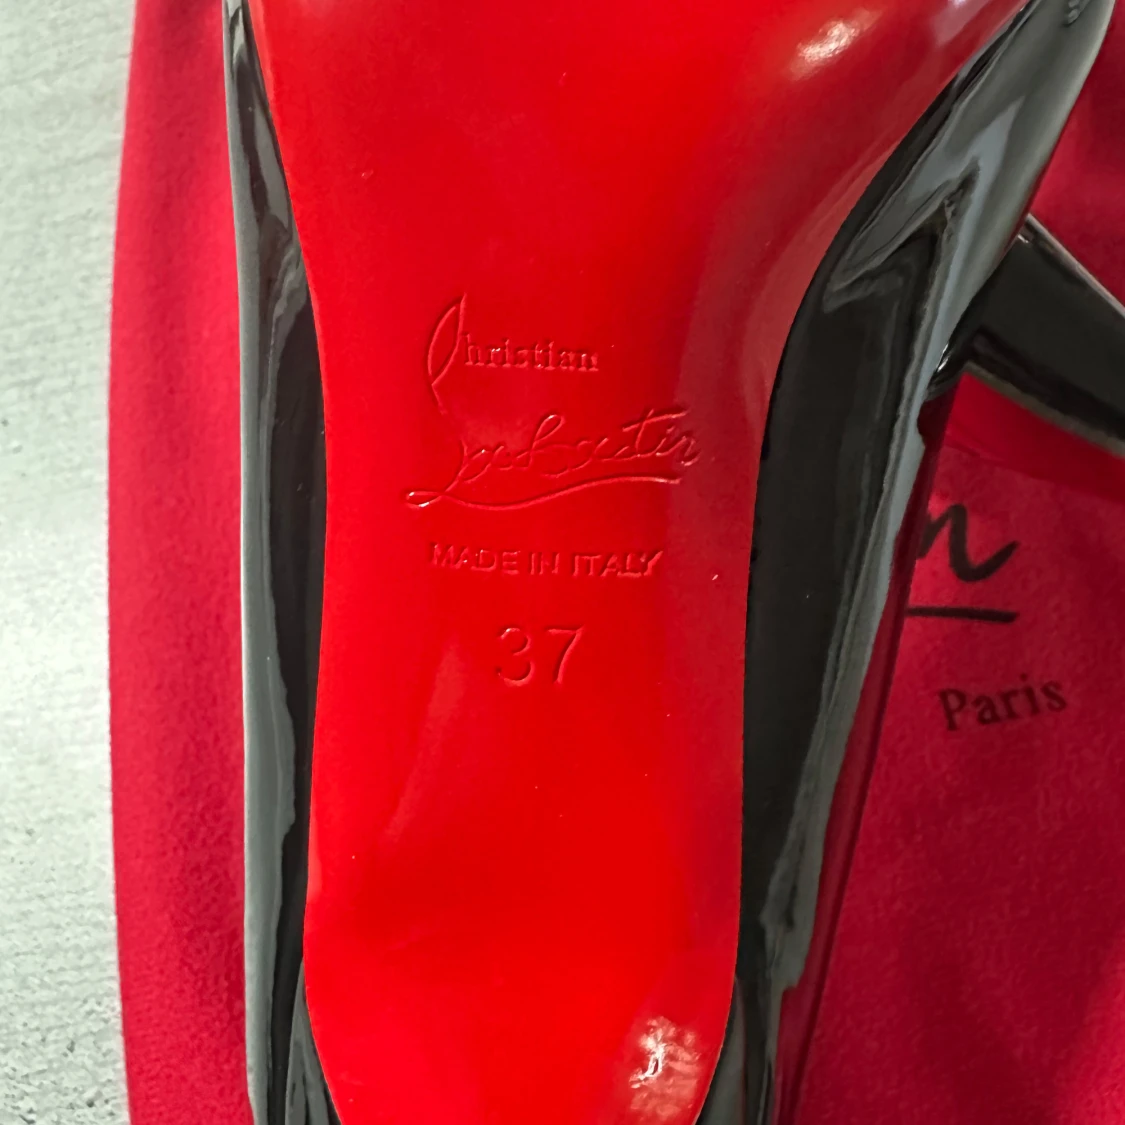 Christian
Louboutin
MADE IN ITALY
37
n
Paris